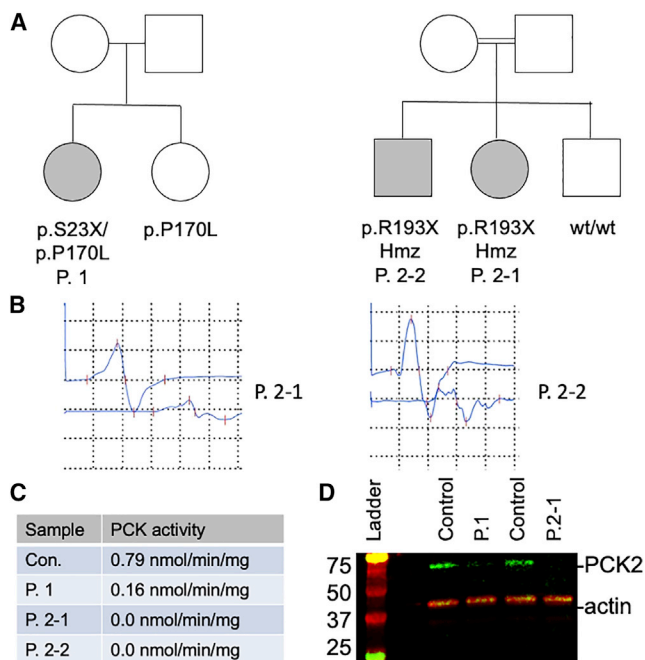 A
p.S23X/
p.P170L
P. 1
p.P170L
p.R193X
Hmz
P. 2-2
p.R193X
Hmz
P. 2-1
wt/wt
B
P. 2-1
P. 2-2
C
Sample PCK activity
Con. 0.79 nmol/min/mg
P. 1 0.16 nmol/min/mg
P. 2-1 0.0 nmol/min/mg
P. 2-2 0.0 nmol/min/mg
D
Ladder
Control
P.1
Control
P.2-1
75
50
37
25
-PCK2
-actin